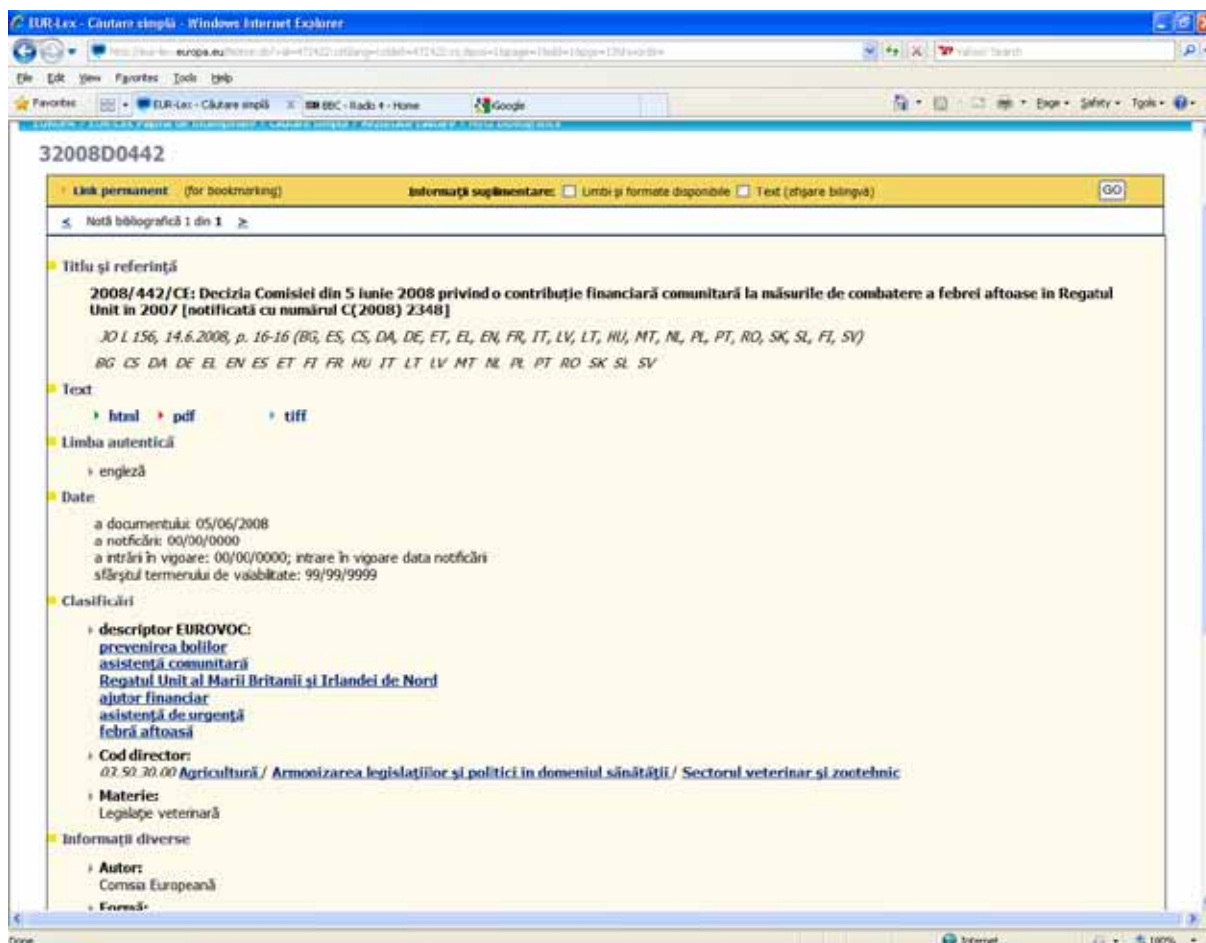 EUR-Lex - Căutare simplă - Windows Internet Explorer
europa.eu
File Edit View Favorites Tools Help
Favorites EUR-Lex - Căutare simplă BBC - Radio 4 - Home Google Page Safety Tools
32008D0442
Link permanent (for bookmarking) Informaţii suplimentare: Limbi şi formate disponibile Text (afişare bilingvă) GO
< Notă bibliografică 1 din 1 >
Titlu şi referinţă
2008/442/CE: Decizia Comisiei din 5 iunie 2008 privind o contribuţie financiară comunitară la măsurile de combatere a febrei aftoase în Regatul
Unit în 2007 [notificată cu numărul C(2008) 2348]
JO L 156, 14.6.2008, p. 16-16 (BG, ES, CS, DA, DE, ET, EL, EN, FR, IT, LV, LT, HU, MT, NL, PL, PT, RO, SK, SL, FI, SV)
BG CS DA DE EL EN ES ET FI FR HU IT LT LV MT NL PL PT RO SK SL SV
Text
html pdf tiff
Limba autentică
engleză
Date
a documentului: 05/06/2008
a notificării: 00/00/0000
a intrării în vigoare: 00/00/0000; intrare în vigoare data notificării
sfârşitul termenului de valabilitate: 99/99/9999
Clasificări
descriptor EUROVOC:
prevenirea bolilor
asistenţă comunitară
Regatul Unit al Marii Britanii şi Irlandei de Nord
ajutor financiar
asistenţă de urgenţă
febră aftoasă
Cod director:
03.50.30.00 Agricultură / Armonizarea legislaţiilor şi politici în domeniul sănătăţii / Sectorul veterinar şi zootehnic
Materie:
Legislaţie veterinară
Informaţii diverse
Autor:
Comisia Europeană
Formă:
Done Internet 100%